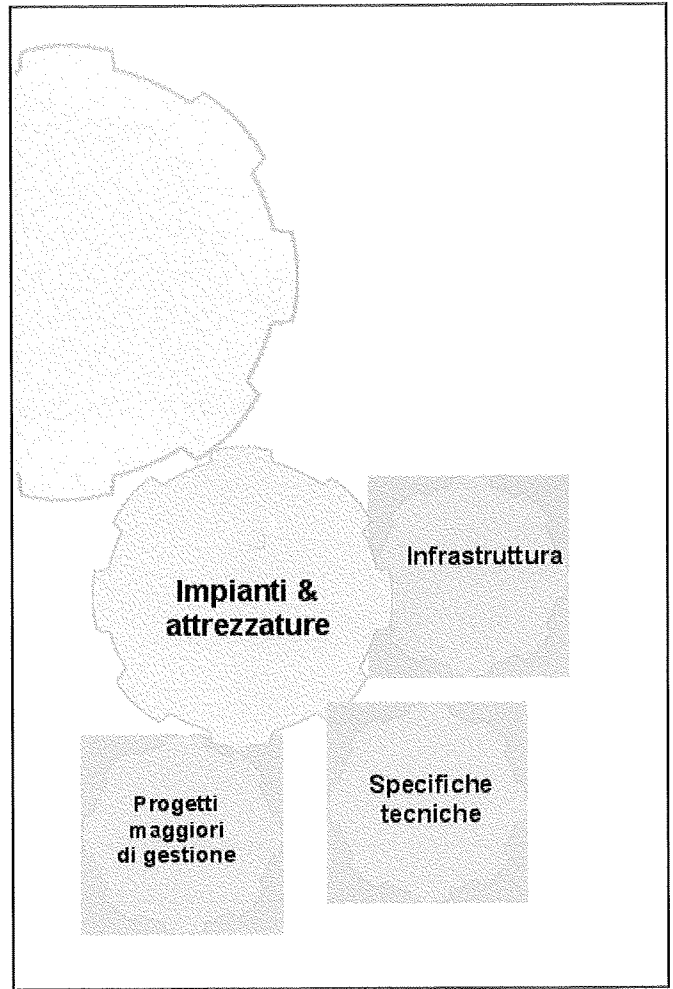 Impianti &
attrezzature
Infrastruttura
Specifiche
tecniche
Progetti
maggiori
di gestione